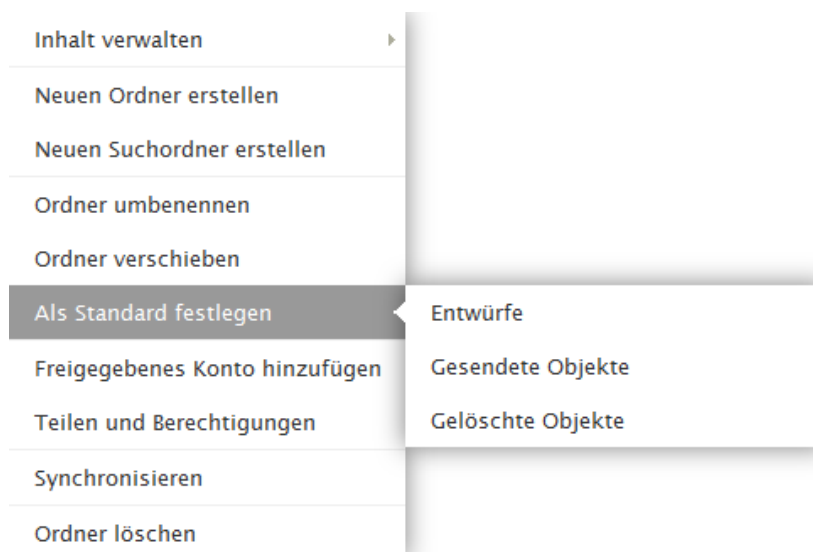 Inhalt verwalten
Neuen Ordner erstellen
Neuen Suchordner erstellen
Ordner umbenennen
Ordner verschieben
Als Standard festlegen
Entwürfe
Freigegebenes Konto hinzufügen
Gesendete Objekte
Teilen und Berechtigungen
Gelöschte Objekte
Synchronisieren
Ordner löschen